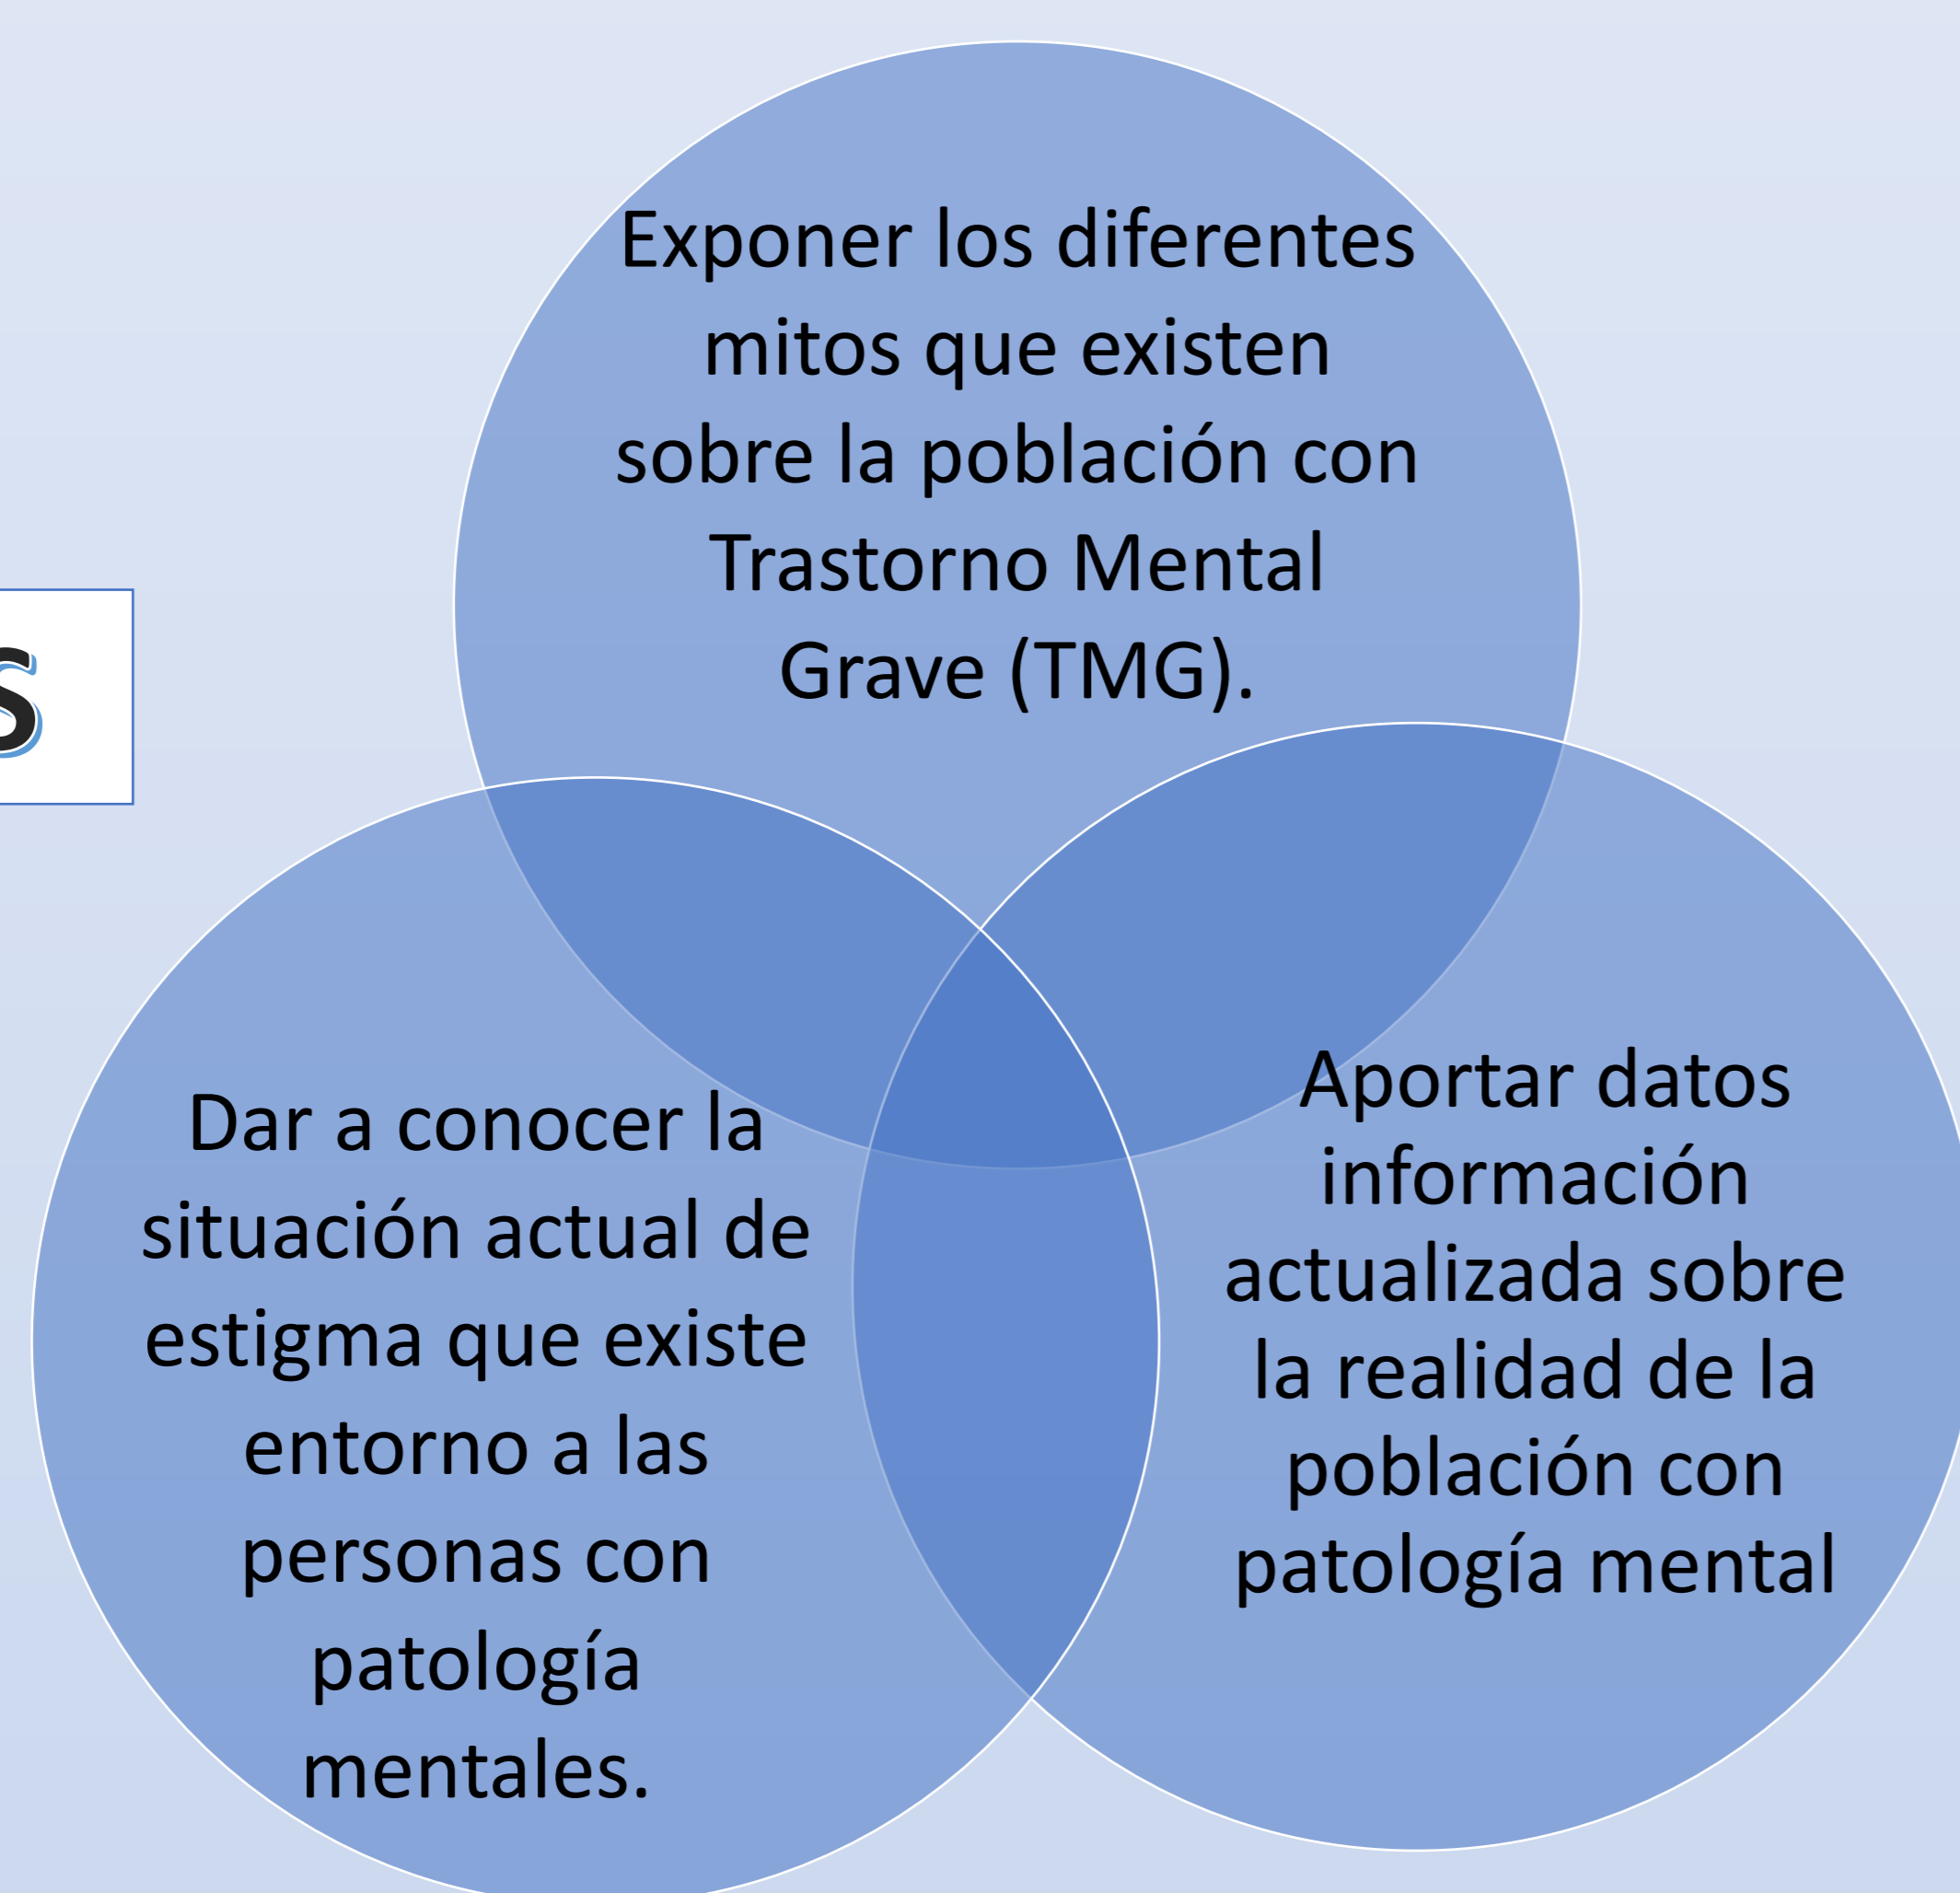 Exponer los diferentes
mitos que existen
sobre la población con
Trastorno Mental
Grave (TMG).
S
Dar a conocer la
situación actual de
estigma que existe
entorno a las
personas con
patología
mentales.
Aportar datos
información
actualizada sobre
la realidad de la
población con
patología mental